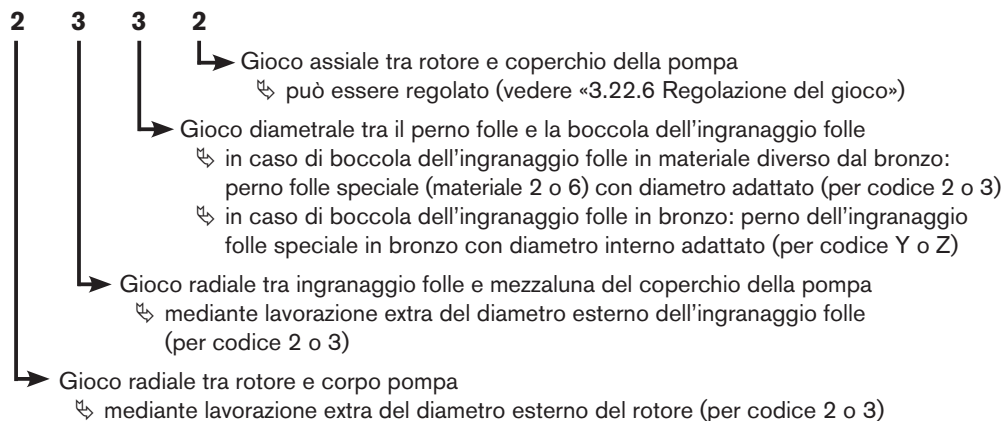 2 3 3 2
Gioco assiale tra rotore e coperchio della pompa
può essere regolato (vedere «3.22.6 Regolazione del gioco»)
Gioco diametrale tra il perno folle e la boccola dell'ingranaggio folle
in caso di boccola dell'ingranaggio folle in materiale diverso dal bronzo:
perno folle speciale (materiale 2 o 6) con diametro adattato (per codice 2 o 3)
in caso di boccola dell'ingranaggio folle in bronzo: perno dell'ingranaggio
folle speciale in bronzo con diametro interno adattato (per codice Y o Z)
Gioco radiale tra ingranaggio folle e mezzaluna del coperchio della pompa
mediante lavorazione extra del diametro esterno dell'ingranaggio folle
(per codice 2 o 3)
Gioco radiale tra rotore e corpo pompa
mediante lavorazione extra del diametro esterno del rotore (per codice 2 o 3)